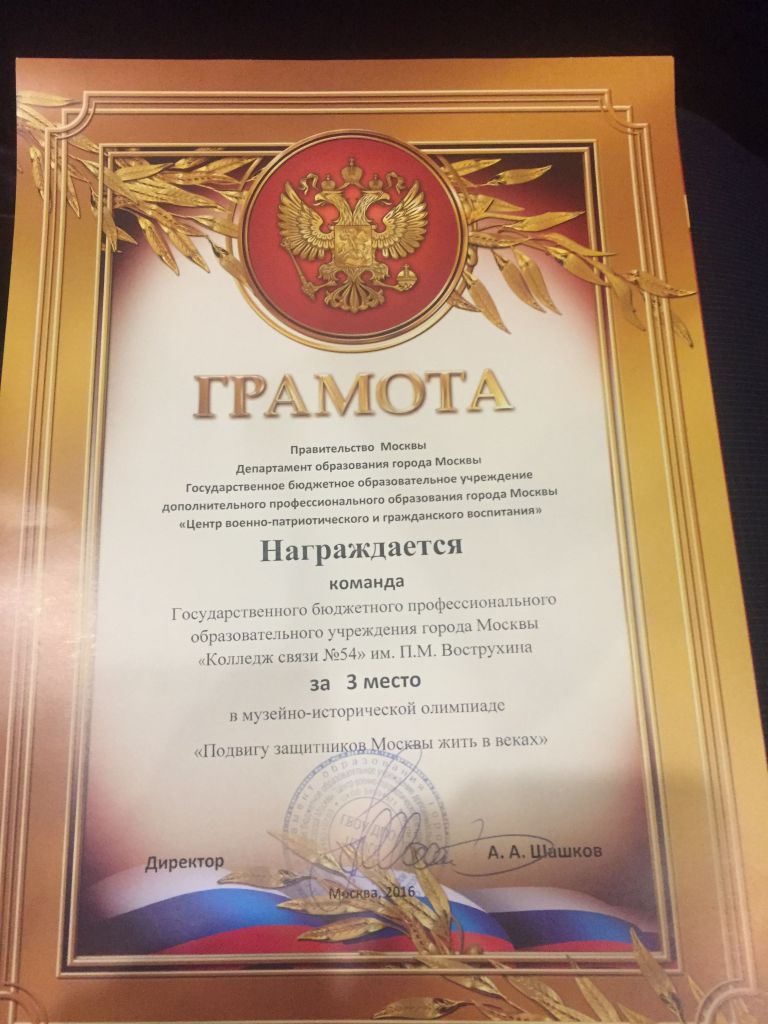 ГРАМОТА
Правительство Москвы
Департамент образования города Москвы
Государственное бюджетное образовательное учреждение
дополнительного профессионального образования города Москвы
«Центр военно-патриотического и гражданского воспитания»
Награждается
команда
Государственного бюджетного профессионального
образовательного учреждения города Москвы
«Колледж связи №54» им. П.М. Вострухина
за 3 место
в музейно-исторической олимпиаде
«Подвигу защитников Москвы жить в веках»
Директор
А. А. Шашков
Москва, 2016